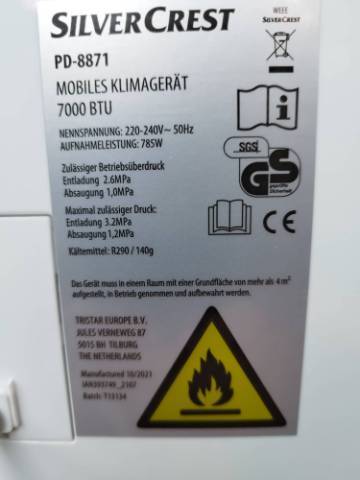 SILVERCREST
WEEE
SILVERCREST
PD-8871
MOBILES KLIMAGERÄT
7000 BTU
NENNSPANNUNG: 220-240V~ 50Hz
AUFNAHMELEISTUNG: 785W
Zulässiger Betriebsüberdruck
Entladung 2.6MPa
Absaugung 1,0MPa
SGS
GS
geprüfte
Sicherheit
Maximal zulässiger Druck:
Entladung 3.2MPa
Absaugung 1,2MPa
CE
Kältemittel: R290 / 140g
Das Gerät muss in einem Raum mit einer Grundfläche von mehr als 4 m²
aufgestellt, in Betrieb genommen und aufbewahrt werden.
TRISTAR EUROPE B.V.
JULES VERNEWEG 87
5015 BH TILBURG
THE NETHERLANDS
Manufactured 10/2021
IAN393749_2107
Batch: T13134